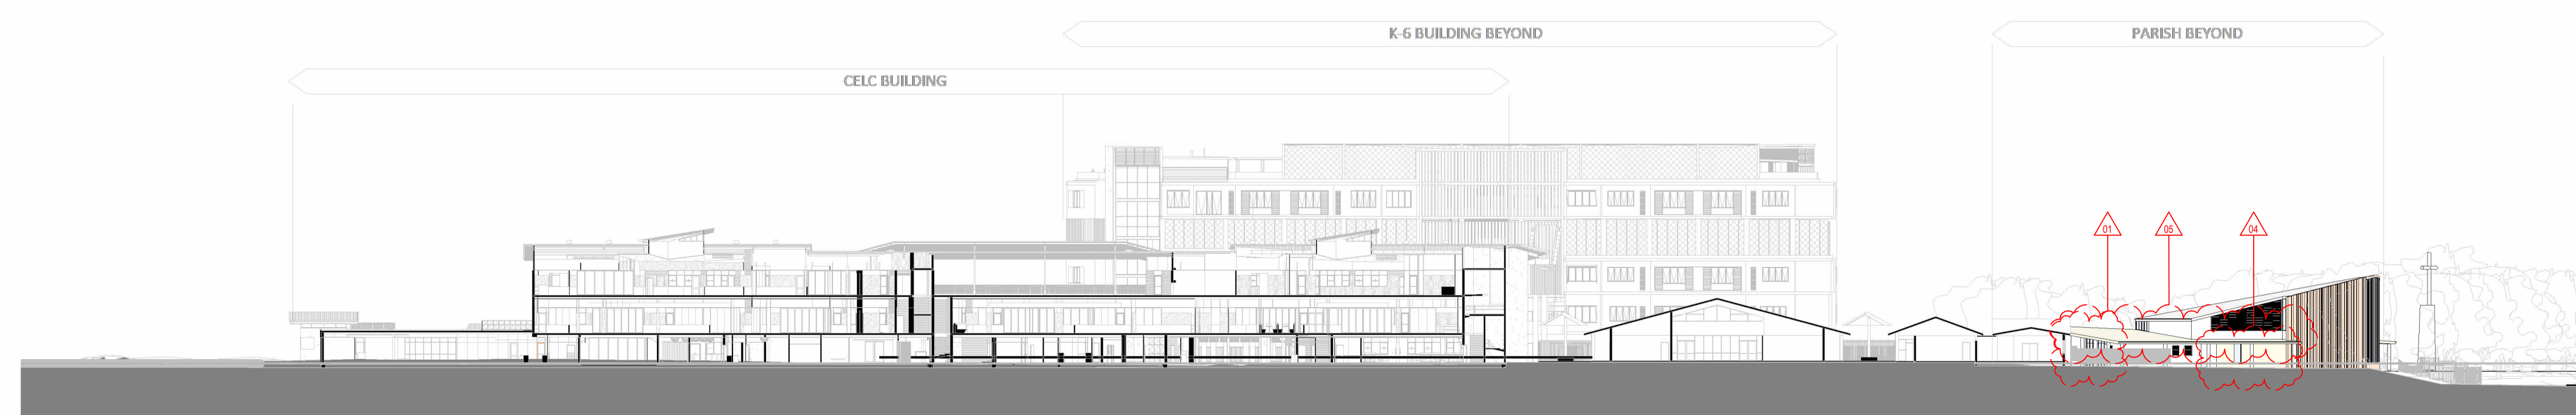 K-6 BUILDING BEYOND
PARISH BEYOND
CELC BUILDING
01
05
04